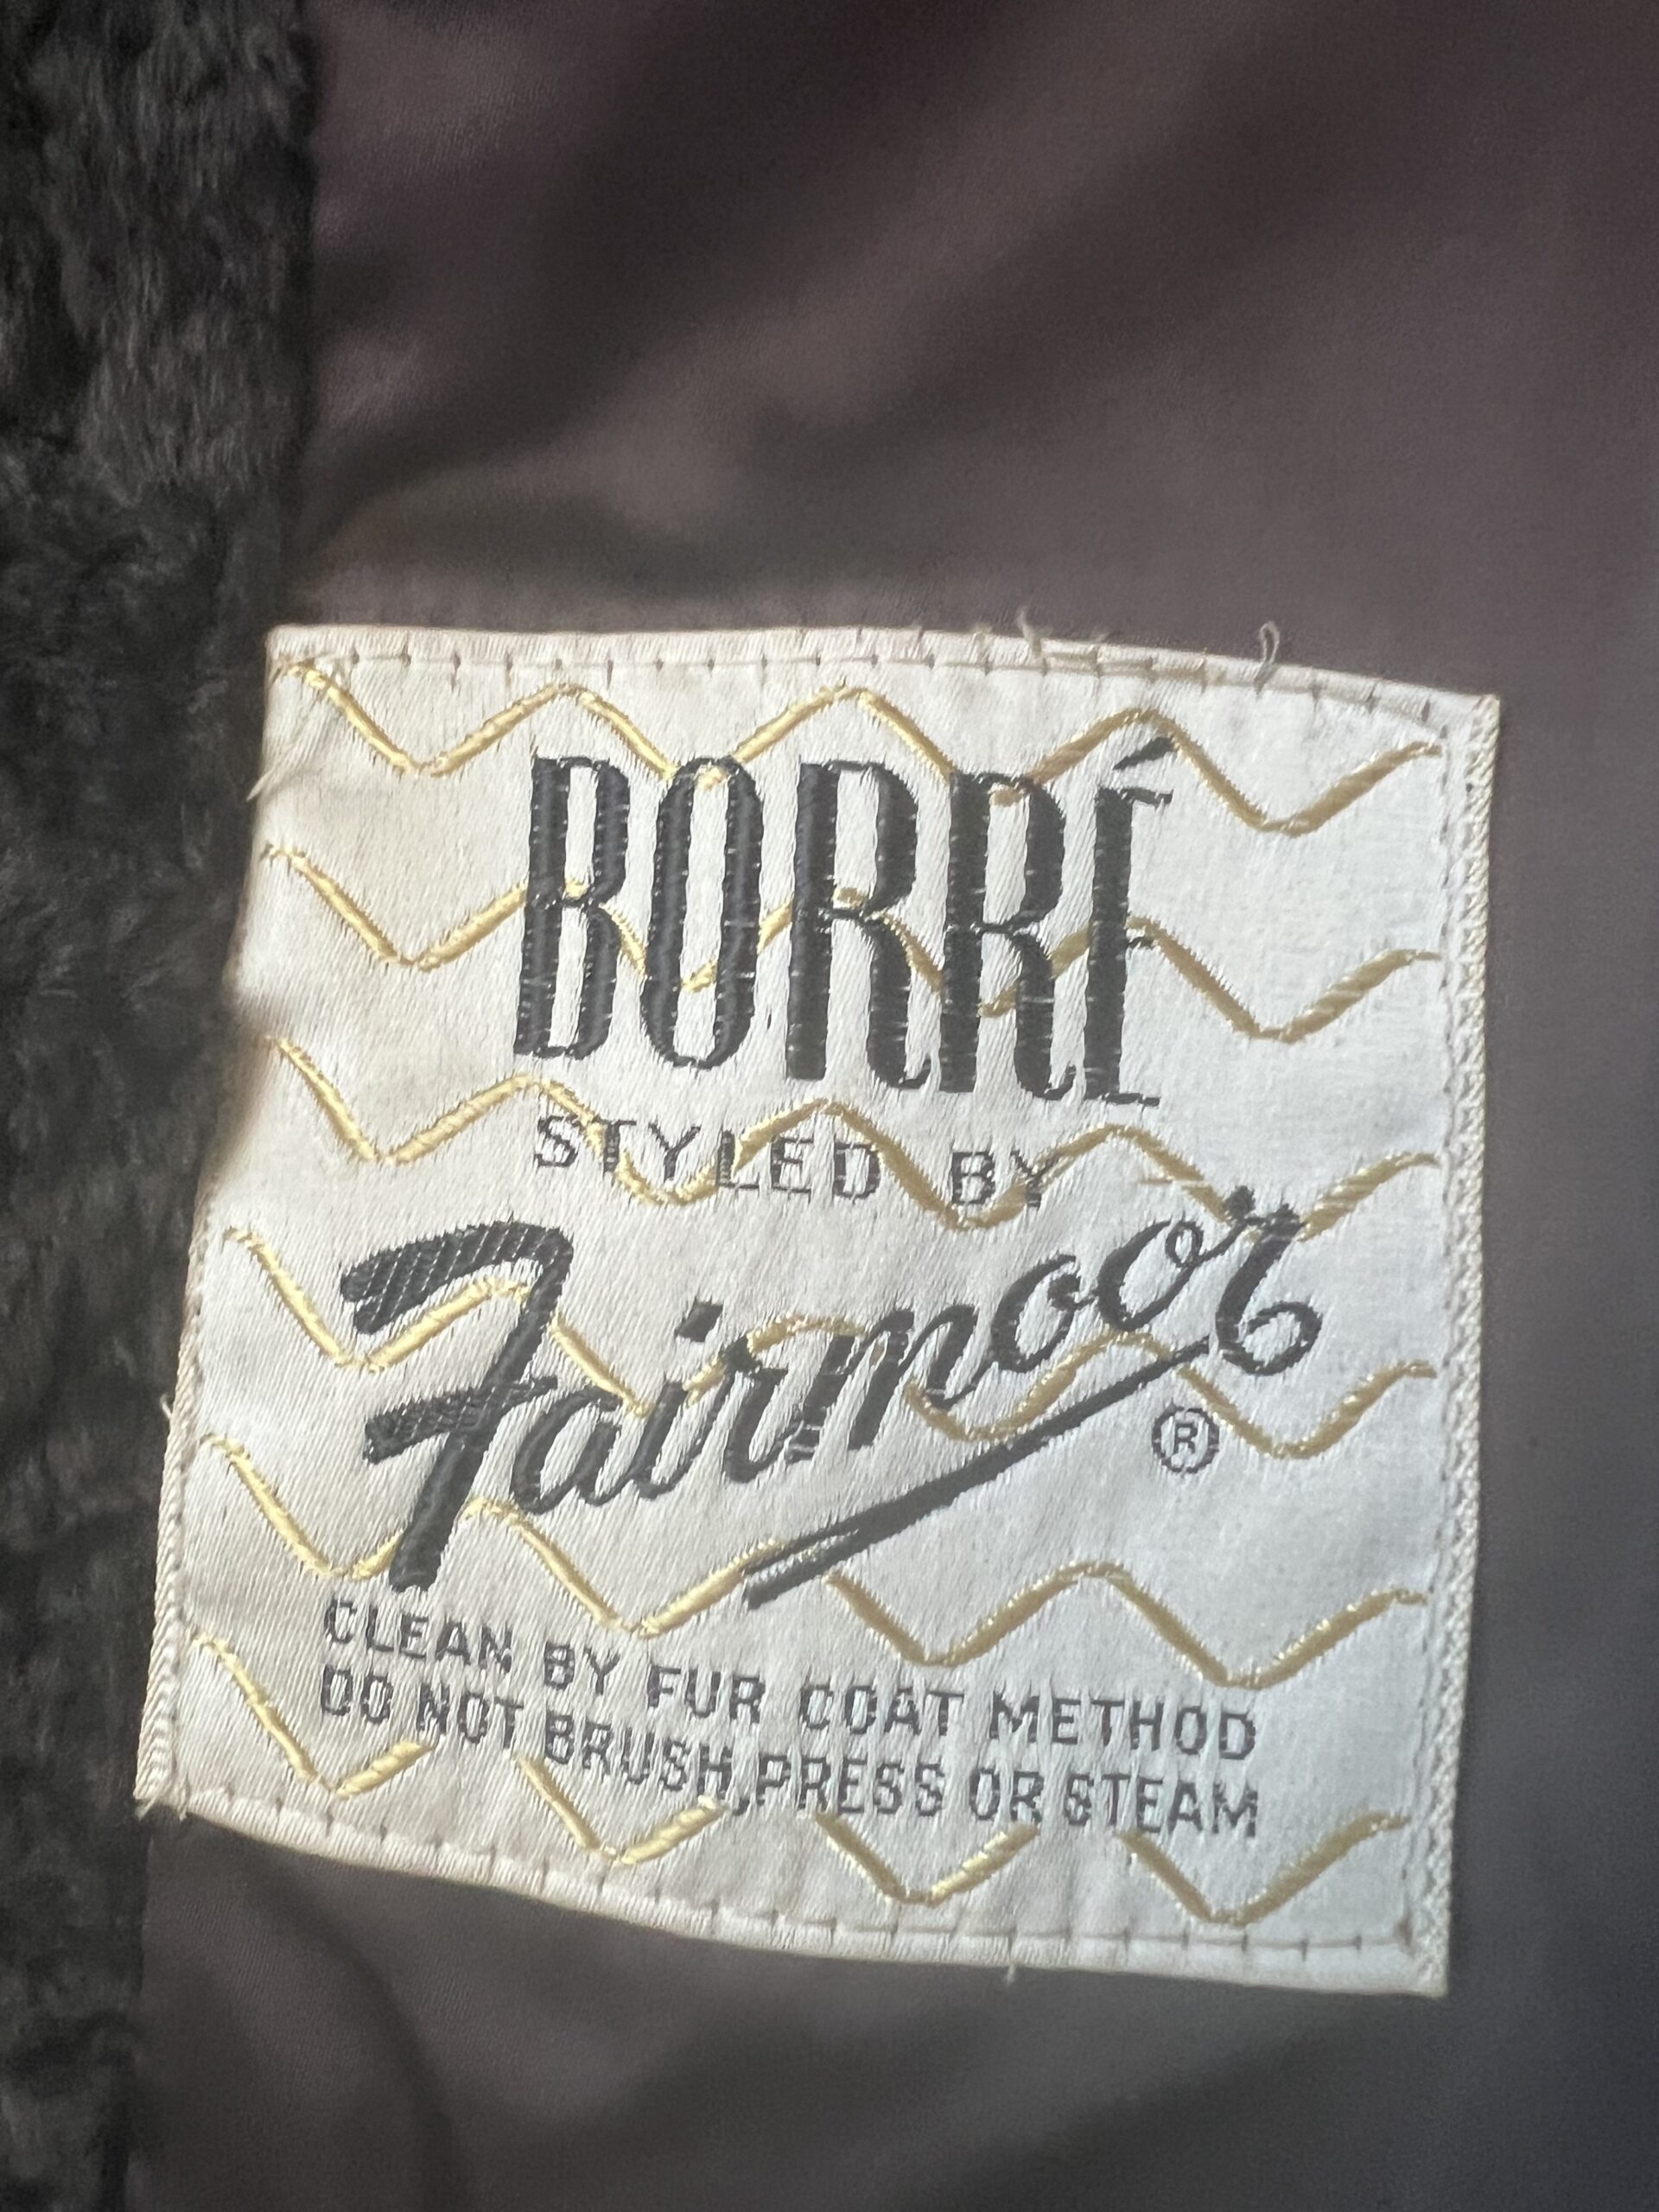 BORRÉ
STYLED BY
Fairmoor
®
CLEAN BY FUR COAT METHOD
DO NOT BRUSH, PRESS OR STEAM